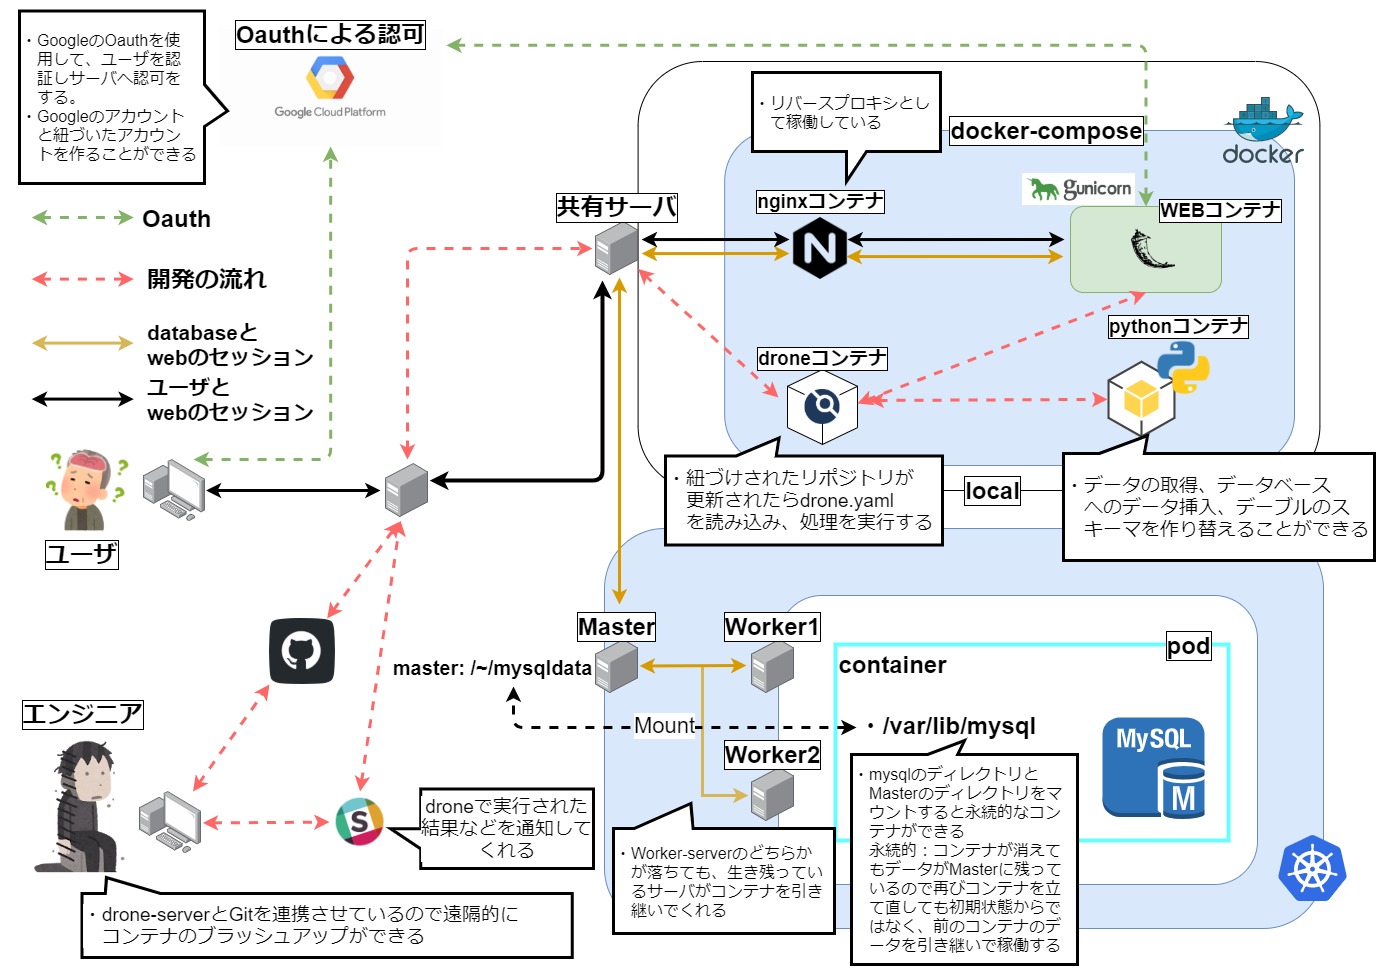 ・GoogleのOauthを使
用して、ユーザを認
証しサーバへ認可を
する。
・Googleのアカウント
と紐づいたアカウン
トを作ることができる
Oauthによる認可
Google Cloud Platform
Oauth
開発の流れ
databaseと
webのセッション
ユーザと
webのセッション
ユーザ
エンジニア
・drone-serverとGitを連携させているので遠隔的に
コンテナのブラッシュアップができる
S
droneで実行された
結果などを通知して
くれる
共有サーバ
・リバースプロキシとし
て稼働している
docker-compose
docker
nginxコンテナ
N
gunicorn
WEBコンテナ
droneコンテナ
pythonコンテナ
・紐づけされたリポジトリが
更新されたらdrone.yaml
を読み込み、処理を実行する
local
・データの取得、データベース
へのデータ挿入、デーブルのス
キーマを作り替えることができる
Master
master: /~/mysqldata
Worker1
Worker2
Mount
pod
container
・/var/lib/mysql
MySQL
M
・Worker-serverのどちらか
が落ちても、生き残ってい
るサーバがコンテナを引き
継いでくれる
・mysqlのディレクトリと
Masterのディレクトリをマ
ウントすると永続的なコン
テナができる
永続的：コンテナが消えて
もデータがMasterに残って
いるので再びコンテナを立
て直しても初期状態からで
はなく、前のコンテナのデ
ータを引き継いで稼働する